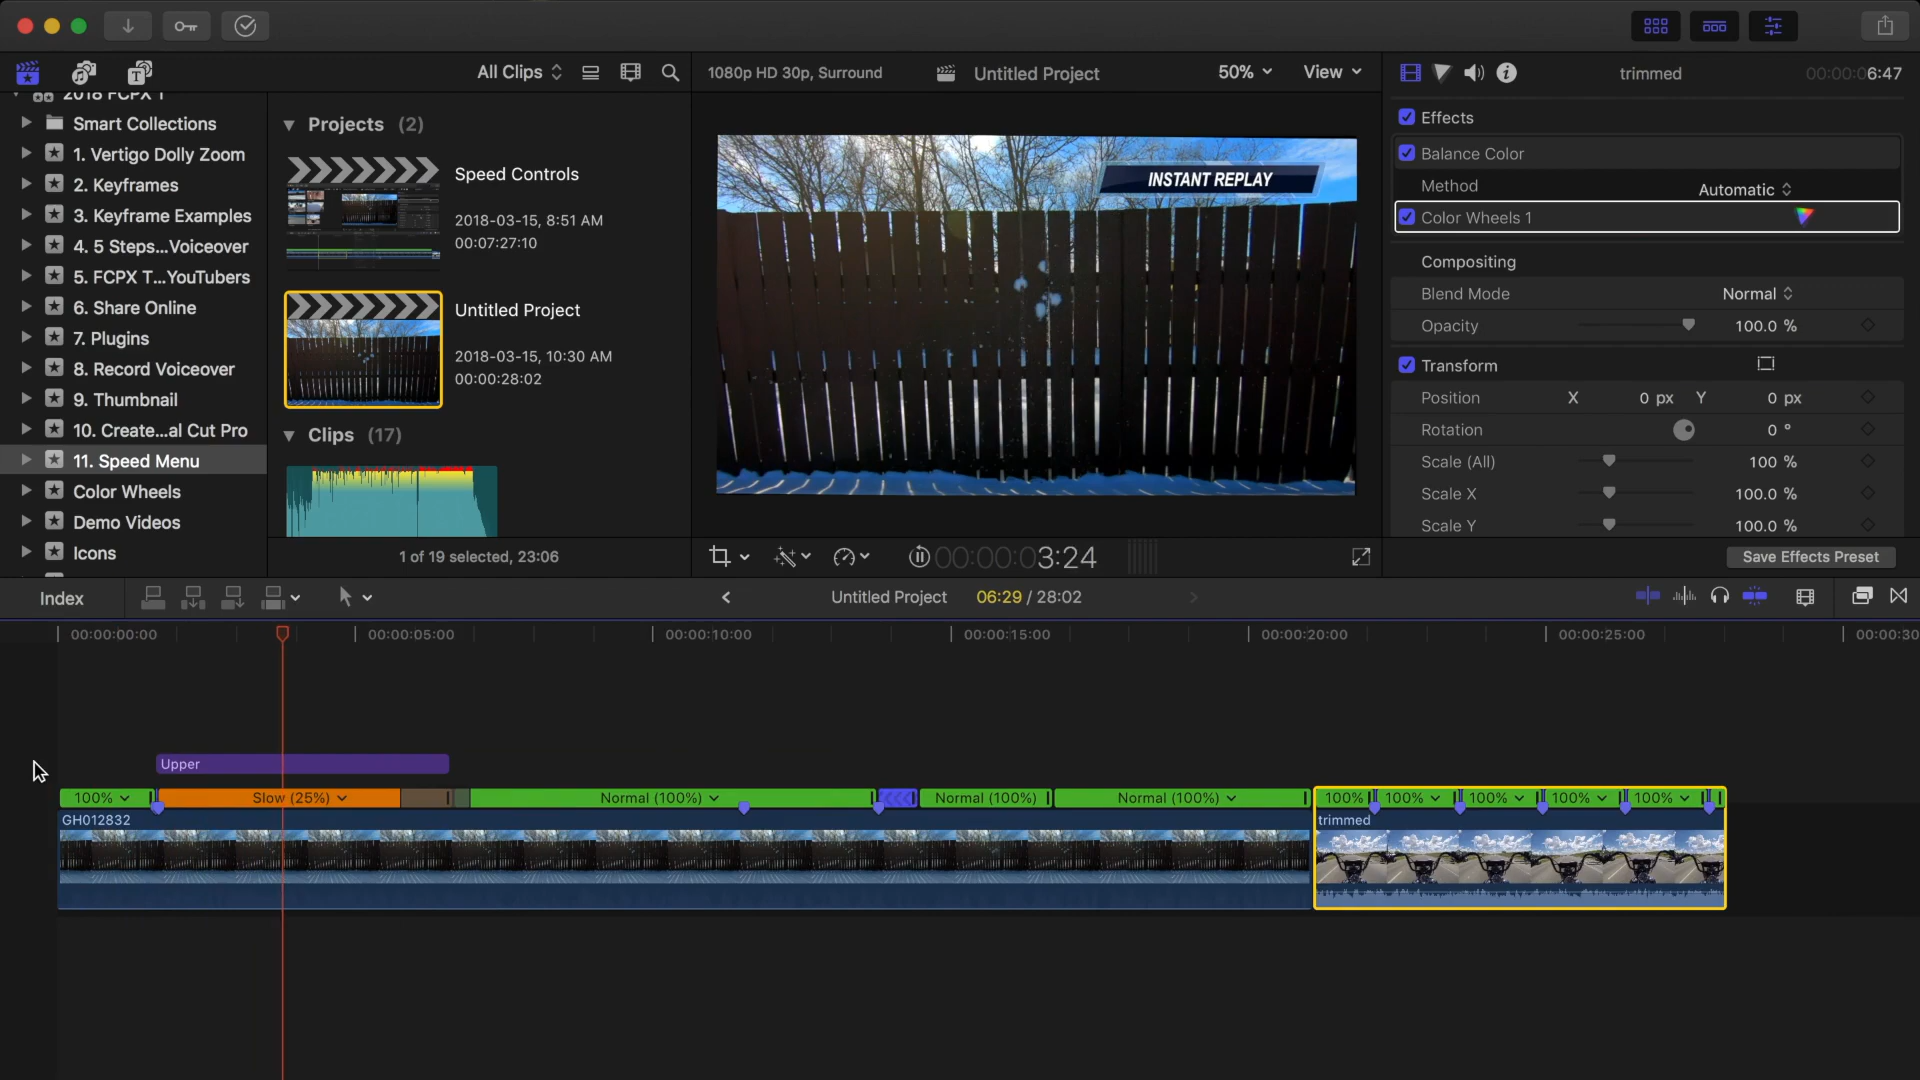 All Clips
1080p HD 30p, Surround
Untitled Project
50%
View
trimmed
00:00:06:47
2018 FCPX 1
Smart Collections
1. Vertigo Dolly Zoom
2. Keyframes
3. Keyframe Examples
4. 5 Steps...Voiceover
5. FCPX T...YouTubers
6. Share Online
7. Plugins
8. Record Voiceover
9. Thumbnail
10. Create...al Cut Pro
11. Speed Menu
Color Wheels
Demo Videos
Icons
Projects (2)
Speed Controls
2018-03-15, 8:51 AM
00:07:27:10
Untitled Project
2018-03-15, 10:30 AM
00:00:28:02
Clips (17)
1 of 19 selected, 23:06
INSTANT REPLAY
00:00:03:24
Effects
Balance Color
Method
Automatic
Color Wheels 1
Compositing
Blend Mode
Normal
Opacity
100.0 %
Transform
Position X 0 px Y 0 px
Rotation 0 °
Scale (All) 100 %
Scale X 100.0 %
Scale Y 100.0 %
Save Effects Preset
Index
Untitled Project
06:29 / 28:02
00:00:00:00
00:00:05:00
00:00:10:00
00:00:15:00
00:00:20:00
00:00:25:00
00:00:30
Upper
100%
Slow (25%)
Normal (100%)
Normal (100%)
Normal (100%)
100%
100%
100%
100%
100%
GH012832
trimmed